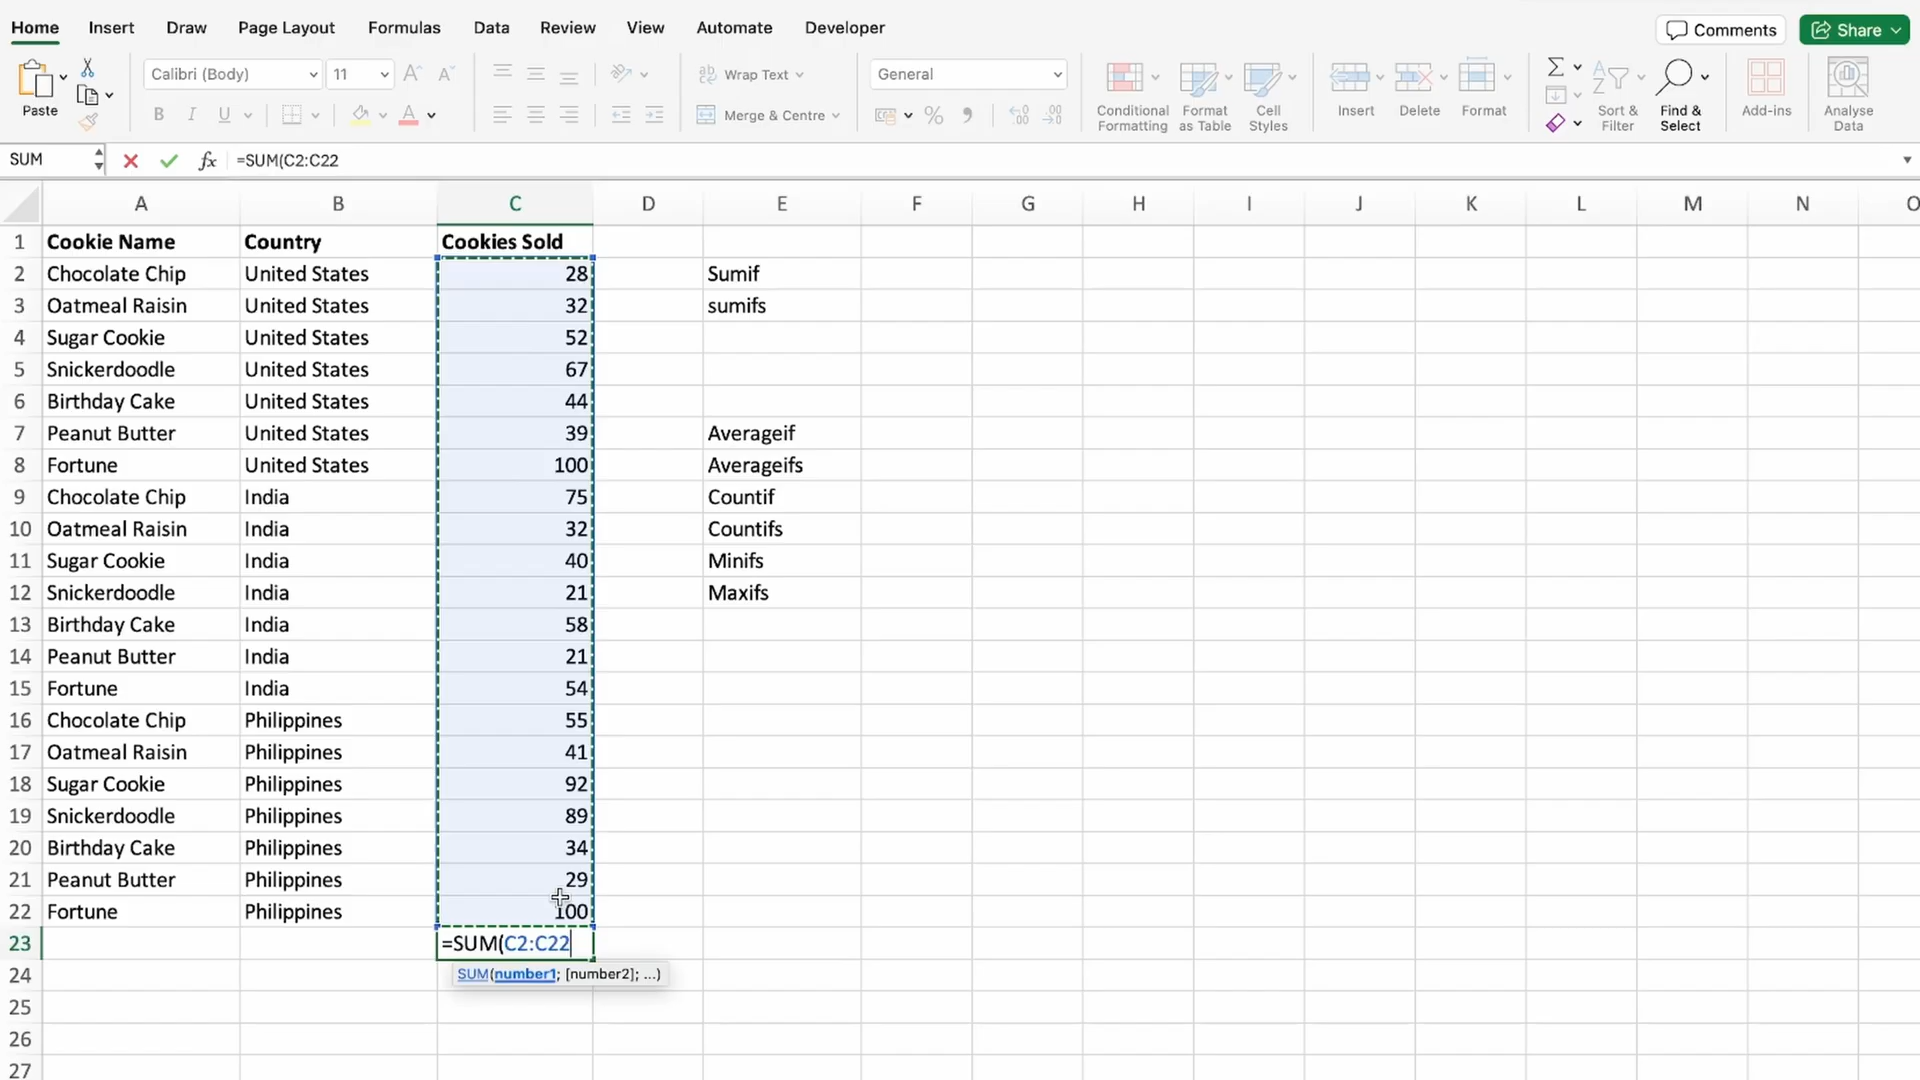 Home Insert Draw Page Layout Formulas Data Review View Automate Developer Comments Share
Paste Calibri (Body) 11 Wrap Text General
B I U Merge & Centre % Conditional Formatting Format as Table Cell Styles Insert Delete Format Sort & Filter Find & Select Add-ins Analyse Data
SUM fx =SUM(C2:C22
A B C D E F G H I J K L M N O
1 Cookie Name Country Cookies Sold
2 Chocolate Chip United States 28 Sumif
3 Oatmeal Raisin United States 32 sumifs
4 Sugar Cookie United States 52
5 Snickerdoodle United States 67
6 Birthday Cake United States 44
7 Peanut Butter United States 39 Averageif
8 Fortune United States 100 Averageifs
9 Chocolate Chip India 75 Countif
10 Oatmeal Raisin India 32 Countifs
11 Sugar Cookie India 40 Minifs
12 Snickerdoodle India 21 Maxifs
13 Birthday Cake India 58
14 Peanut Butter India 21
15 Fortune India 54
16 Chocolate Chip Philippines 55
17 Oatmeal Raisin Philippines 41
18 Sugar Cookie Philippines 92
19 Snickerdoodle Philippines 89
20 Birthday Cake Philippines 34
21 Peanut Butter Philippines 29
22 Fortune Philippines 100
23 =SUM(C2:C22
24 SUM(number1; [number2]; ...)
25
26
27